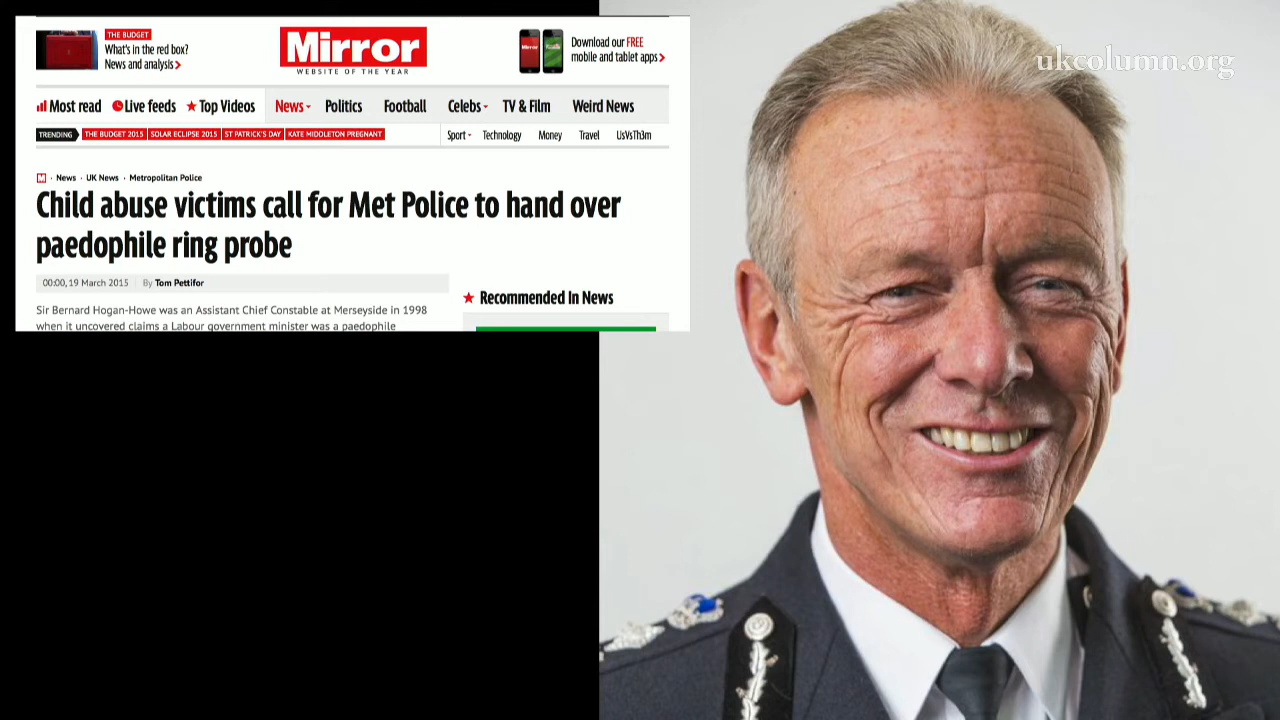 THE BUDGET
What's in the red box?
News and analysis
Mirror
WEBSITE OF THE YEAR
Download our FREE
mobile and tablet apps
ukcolumn.org
Most read Live feeds Top Videos News Politics Football Celebs TV & Film Weird News
TRENDING THE BUDGET 2015 SOLAR ECLIPSE 2015 ST PATRICK'S DAY KATE MIDDLETON PREGNANT Sport Technology Money Travel UsVsTh3m
M · News · UK News · Metropolitan Police
Child abuse victims call for Met Police to hand over
paedophile ring probe
00:00, 19 March 2015 By Tom Pettifor
Recommended In News
Sir Bernard Hogan-Howe was an Assistant Chief Constable at Merseyside in 1998
when it uncovered claims a Labour government minister was a paedophile